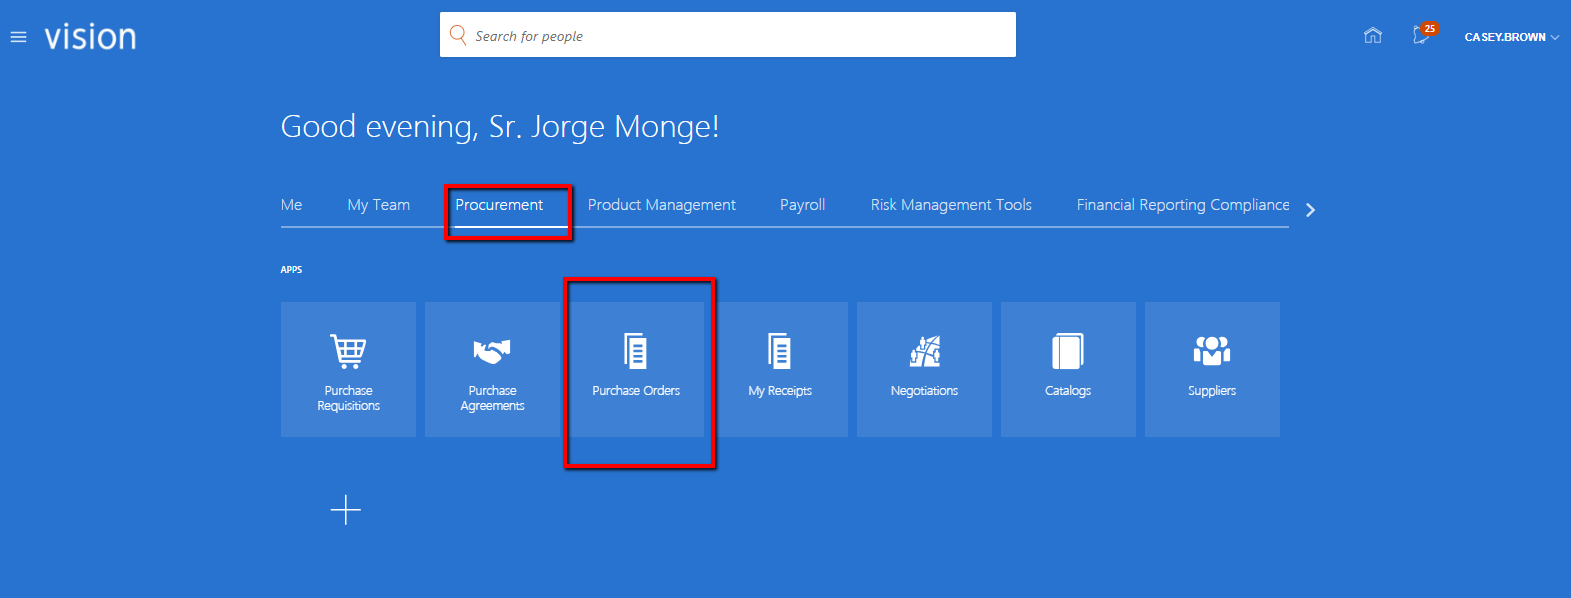 vision
Search for people
25
CASEY.BROWN
Good evening, Sr. Jorge Monge!
Me My Team Procurement Product Management Payroll Risk Management Tools Financial Reporting Compliance
APPS
Purchase
Requisitions
Purchase
Agreements
Purchase Orders
My Receipts
Negotiations
Catalogs
Suppliers